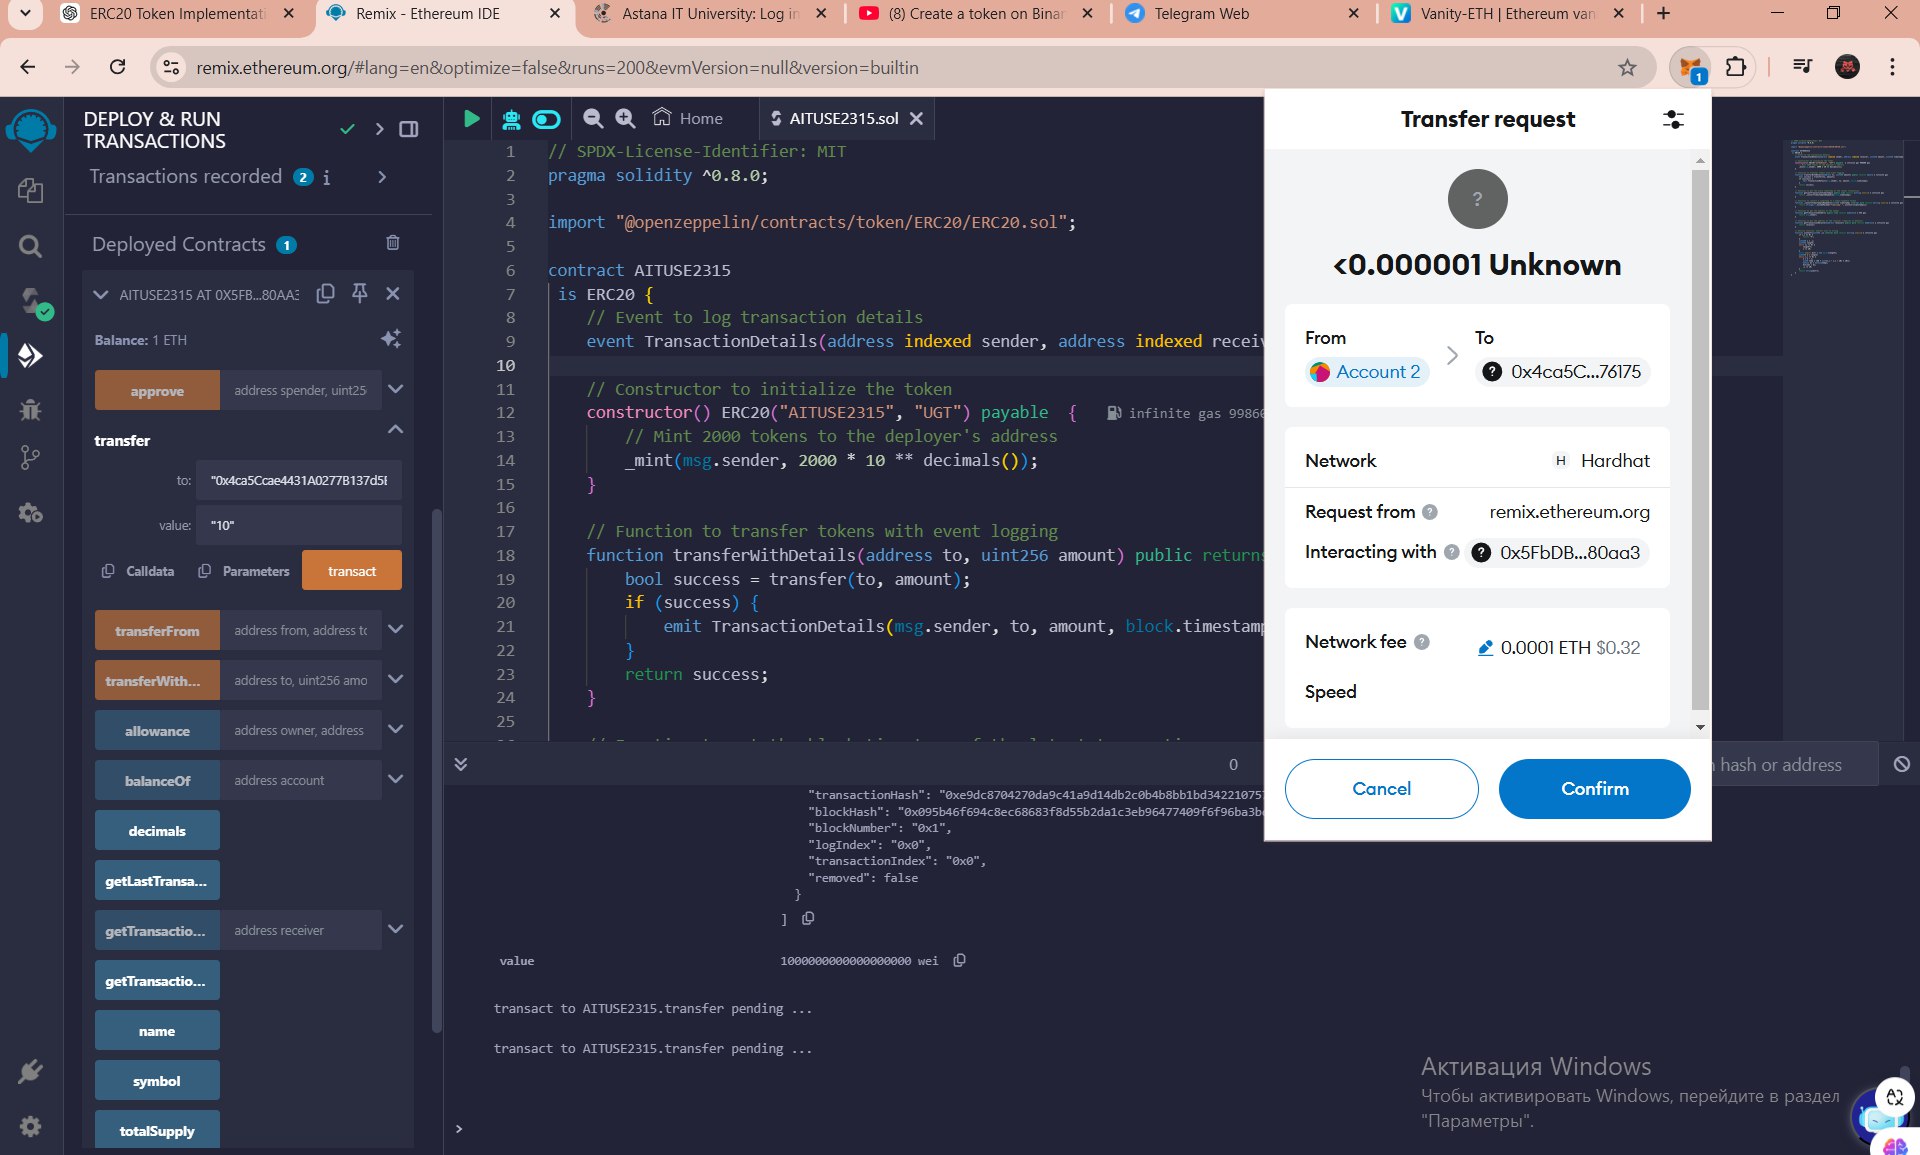 ERC20 Token Implementati
Remix - Ethereum IDE
Astana IT University: Log in
(8) Create a token on Binan
Telegram Web
Vanity-ETH | Ethereum van
remix.ethereum.org/#lang=en&optimize=false&runs=200&evmVersion=null&version=builtin
1
DEPLOY & RUN
TRANSACTIONS
Transactions recorded 2 i
Deployed Contracts 1
AITUSE2315 AT 0X5FB...80AA3
Balance: 1 ETH
approve address spender, uint25
transfer
to: "0x4ca5Ccae4431A0277B137d5E
value: "10"
Calldata Parameters transact
transferFrom address from, address to
transferWith... address to, uint256 amo
allowance address owner, address
balanceOf address account
decimals
getLastTransa...
getTransactio... address receiver
getTransactio...
name
symbol
totalSupply
Home
AITUSE2315.sol
1 // SPDX-License-Identifier: MIT
2 pragma solidity ^0.8.0;
3
4 import "@openzeppelin/contracts/token/ERC20/ERC20.sol";
5
6 contract AITUSE2315
7 is ERC20 {
8 // Event to log transaction details
9 event TransactionDetails(address indexed sender, address indexed receiv
10
11 // Constructor to initialize the token
12 constructor() ERC20("AITUSE2315", "UGT") payable { infinite gas 99860
13 // Mint 2000 tokens to the deployer's address
14 _mint(msg.sender, 2000 * 10 ** decimals());
15 }
16
17 // Function to transfer tokens with event logging
18 function transferWithDetails(address to, uint256 amount) public returns
19 bool success = transfer(to, amount);
20 if (success) {
21 emit TransactionDetails(msg.sender, to, amount, block.timestamp
22 }
23 return success;
24 }
25
0
n hash or address
"transactionHash": "0xe9dc8704270da9c41a9d14db2c0b4b8bb1bd342210757
"blockHash": "0x095b46f694c8ec68683f8d55b2da1c3eb96477409f6f96ba3b
"blockNumber": "0x1",
"logIndex": "0x0",
"transactionIndex": "0x0",
"removed": false
}
]
value 1000000000000000000 wei
transact to AITUSE2315.transfer pending ...
transact to AITUSE2315.transfer pending ...
>
Transfer request
?
<0.000001 Unknown
From To
Account 2 > ? 0x4ca5C...76175
Network H Hardhat
Request from ? remix.ethereum.org
Interacting with ? ? 0x5FbDB...80aa3
Network fee ? 0.0001 ETH $0.32
Speed
Cancel Confirm
Активация Windows
Чтобы активировать Windows, перейдите в раздел
"Параметры".